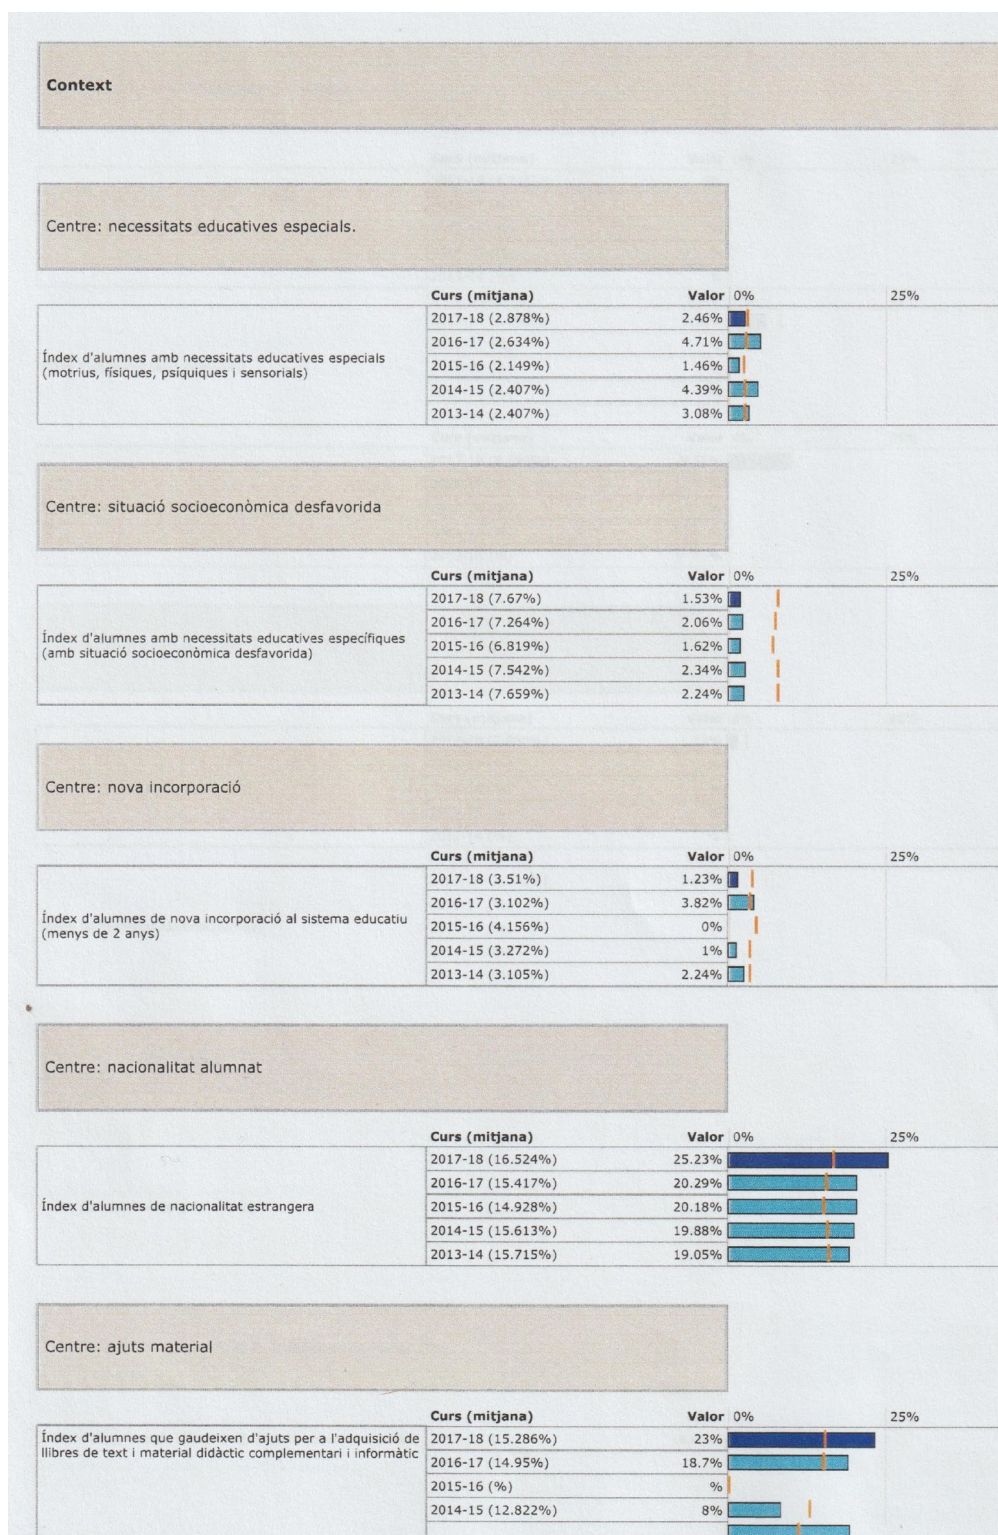 Context
Centre: necessitats educatives especials.
Curs (mitjana) Valor 0% 25%
2017-18 (2.878%) 2.46%
2016-17 (2.634%) 4.71%
Índex d'alumnes amb necessitats educatives especials
(motrius, físiques, psíquiques i sensorials)
2015-16 (2.149%) 1.46%
2014-15 (2.407%) 4.39%
2013-14 (2.407%) 3.08%
Centre: situació socioeconòmica desfavorida
Curs (mitjana) Valor 0% 25%
2017-18 (7.67%) 1.53%
2016-17 (7.264%) 2.06%
Índex d'alumnes amb necessitats educatives específiques
(amb situació socioeconòmica desfavorida)
2015-16 (6.819%) 1.62%
2014-15 (7.542%) 2.34%
2013-14 (7.659%) 2.24%
Centre: nova incorporació
Curs (mitjana) Valor 0% 25%
2017-18 (3.51%) 1.23%
2016-17 (3.102%) 3.82%
Índex d'alumnes de nova incorporació al sistema educatiu
(menys de 2 anys)
2015-16 (4.156%) 0%
2014-15 (3.272%) 1%
2013-14 (3.105%) 2.24%
Centre: nacionalitat alumnat
Curs (mitjana) Valor 0% 25%
2017-18 (16.524%) 25.23%
2016-17 (15.417%) 20.29%
Índex d'alumnes de nacionalitat estrangera
2015-16 (14.928%) 20.18%
2014-15 (15.613%) 19.88%
2013-14 (15.715%) 19.05%
Centre: ajuts material
Curs (mitjana) Valor 0% 25%
Índex d'alumnes que gaudeixen d'ajuts per a l'adquisició de
llibres de text i material didàctic complementari i informàtic
2017-18 (15.286%) 23%
2016-17 (14.95%) 18.7%
2015-16 (%) %
2014-15 (12.822%) 8%